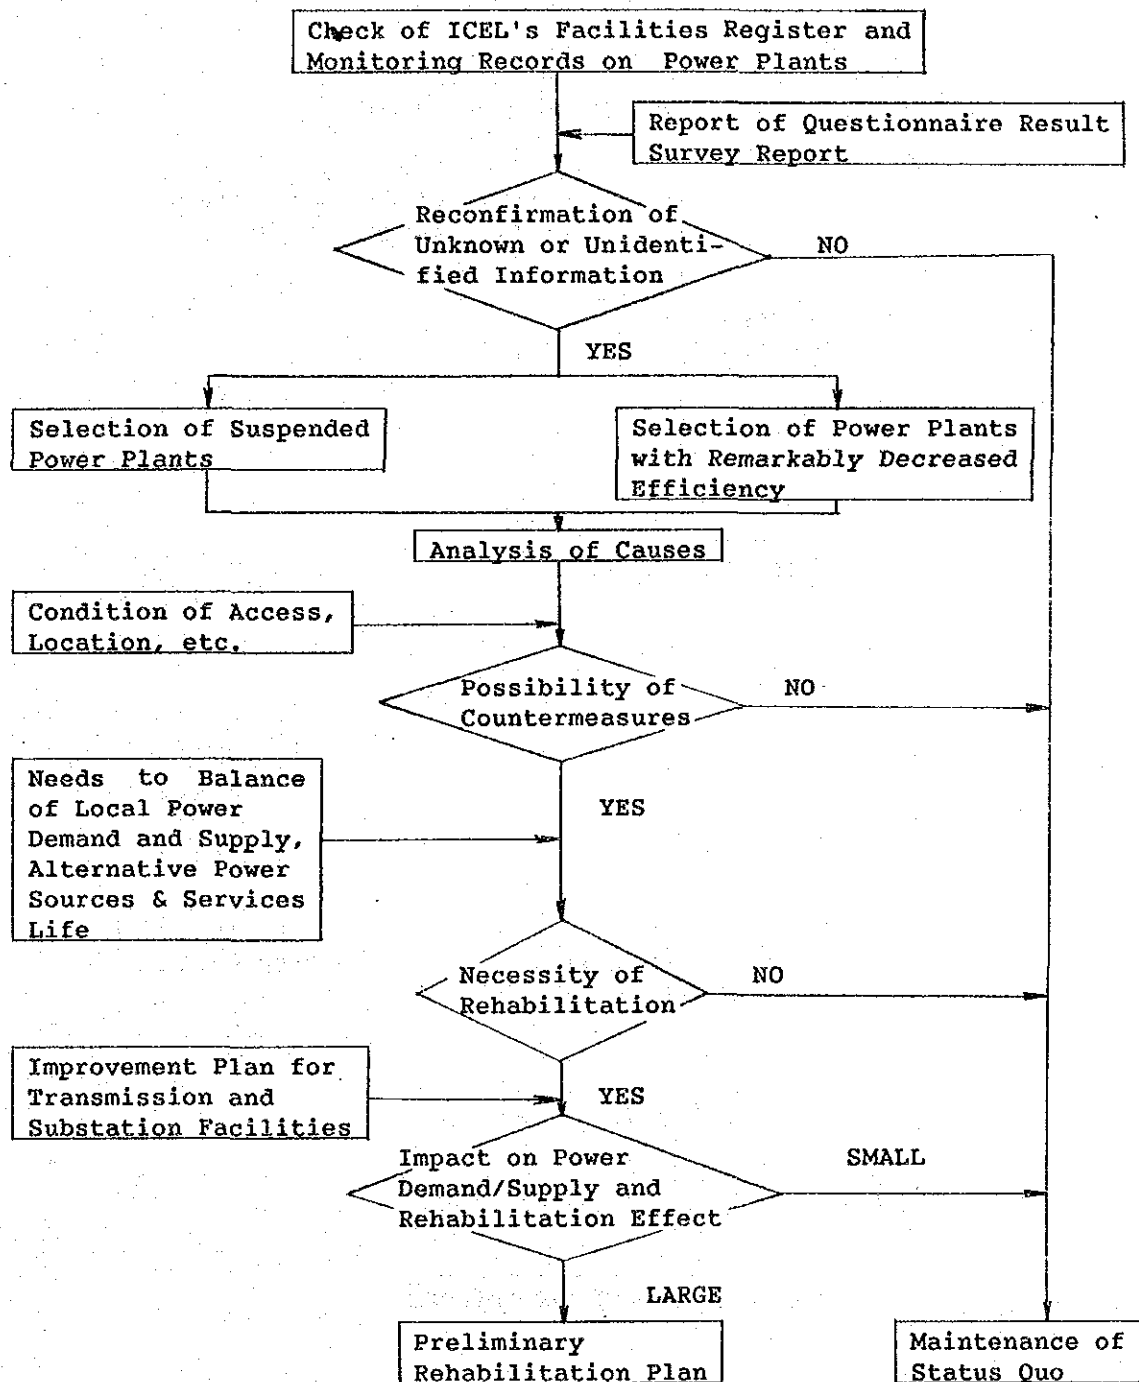 Check of ICEL's Facilities Register and
Monitoring Records on Power Plants
Report of Questionnaire Result
Survey Report
Reconfirmation of
Unknown or Unidenti-
fied Information
NO
YES
Selection of Suspended
Power Plants
Selection of Power Plants
with Remarkably Decreased
Efficiency
Analysis of Causes
Condition of Access,
Location, etc.
Possibility of
Countermeasures
NO
Needs to Balance
of Local Power
Demand and Supply,
Alternative Power
Sources & Services
Life
YES
Necessity of
Rehabilitation
NO
Improvement Plan for
Transmission and
Substation Facilities
YES
Impact on Power
Demand/Supply and
Rehabilitation Effect
SMALL
LARGE
Preliminary
Rehabilitation Plan
Maintenance of
Status Quo